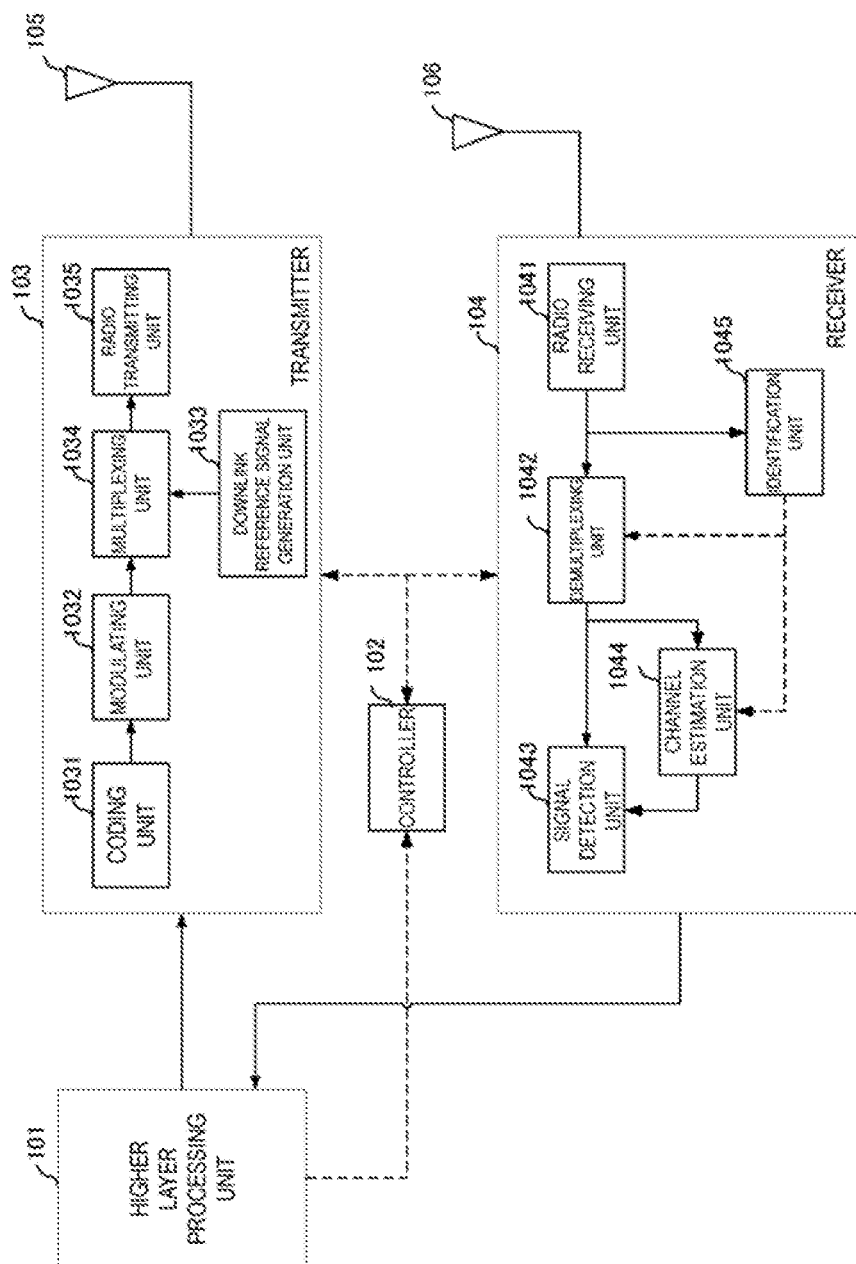 101
HIGHER
LAYER
PROCESSING
UNIT
103
TRANSMITTER
1031
CODING
UNIT
1032
MODULATING
UNIT
1034
MULTIPLEXING
UNIT
1035
RADIO
TRANSMITTING
UNIT
1033
DOWNLINK
REFERENCE SIGNAL
GENERATION UNIT
105
102
CONTROLLER
104
RECEIVER
1043
SIGNAL
DETECTION
UNIT
1044
CHANNEL
ESTIMATION
UNIT
1042
DEMULTIPLEXING
UNIT
1041
RADIO
RECEIVING
UNIT
1045
IDENTIFICATION
UNIT
106